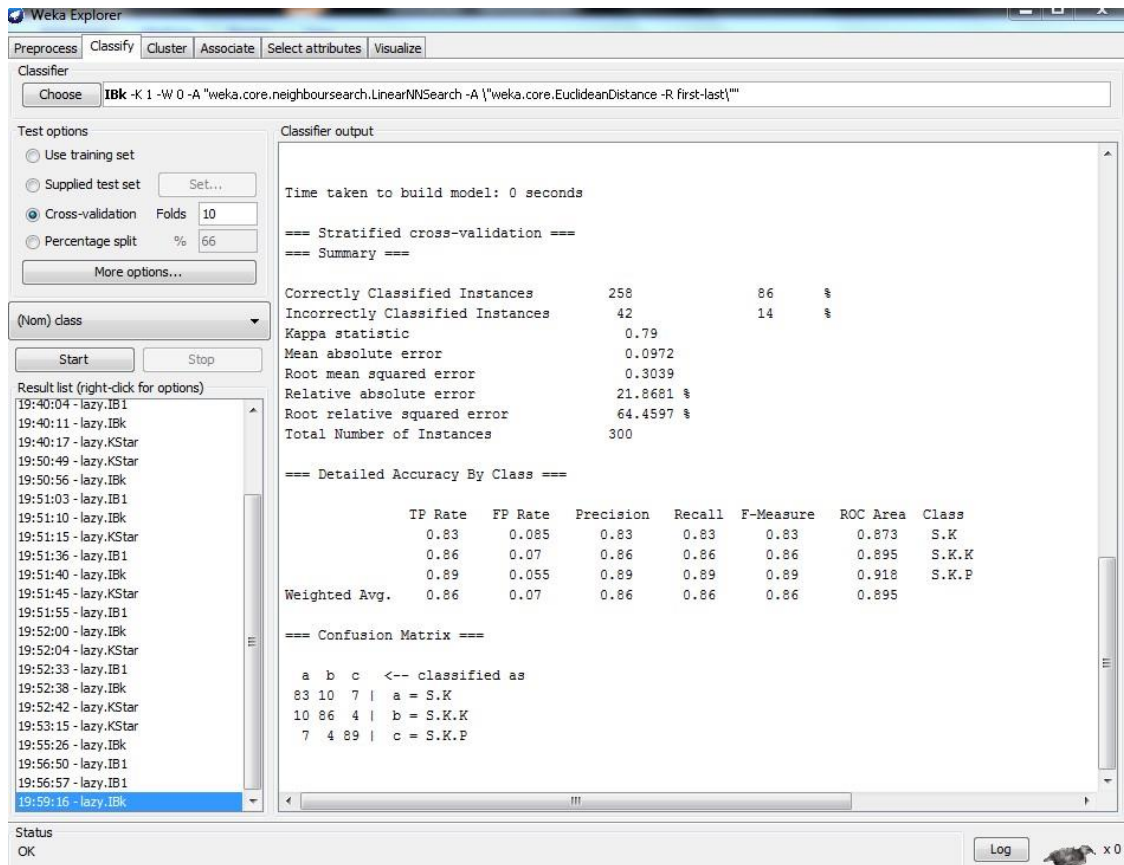 Weka Explorer
Preprocess Classify Cluster Associate Select attributes Visualize
Classifier
Choose IBk -K 1 -W 0 -A "weka.core.neighboursearch.LinearNNSearch -A \"weka.core.EuclideanDistance -R first-last\""
Test options
Use training set
Supplied test set Set...
Cross-validation Folds 10
Percentage split % 66
More options...
(Nom) class
Start Stop
Result list (right-click for options)
19:40:04 - lazy.IB1
19:40:11 - lazy.IBk
19:40:17 - lazy.KStar
19:50:49 - lazy.KStar
19:50:56 - lazy.IBk
19:51:03 - lazy.IB1
19:51:10 - lazy.IBk
19:51:15 - lazy.KStar
19:51:36 - lazy.IB1
19:51:40 - lazy.IBk
19:51:45 - lazy.KStar
19:51:55 - lazy.IB1
19:52:00 - lazy.IBk
19:52:04 - lazy.KStar
19:52:33 - lazy.IB1
19:52:38 - lazy.IBk
19:52:42 - lazy.KStar
19:53:15 - lazy.KStar
19:55:26 - lazy.IBk
19:56:50 - lazy.IB1
19:56:57 - lazy.IB1
19:59:16 - lazy.IBk
Classifier output
Time taken to build model: 0 seconds
=== Stratified cross-validation ===
=== Summary ===
Correctly Classified Instances 258 86 %
Incorrectly Classified Instances 42 14 %
Kappa statistic 0.79
Mean absolute error 0.0972
Root mean squared error 0.3039
Relative absolute error 21.8681 %
Root relative squared error 64.4597 %
Total Number of Instances 300
=== Detailed Accuracy By Class ===
TP Rate FP Rate Precision Recall F-Measure ROC Area Class
0.83 0.085 0.83 0.83 0.83 0.873 S.K
0.86 0.07 0.86 0.86 0.86 0.895 S.K.K
0.89 0.055 0.89 0.89 0.89 0.918 S.K.P
Weighted Avg. 0.86 0.07 0.86 0.86 0.86 0.895
=== Confusion Matrix ===
a b c <-- classified as
83 10 7 | a = S.K
10 86 4 | b = S.K.K
7 4 89 | c = S.K.P
Status
OK
Log x 0